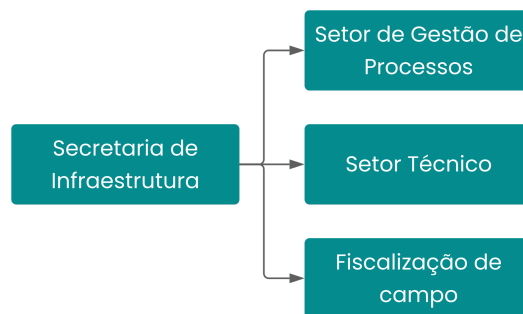 Setor de Gestão de
Processos
Secretaria de
Infraestrutura
Setor Técnico
Fiscalização de
campo